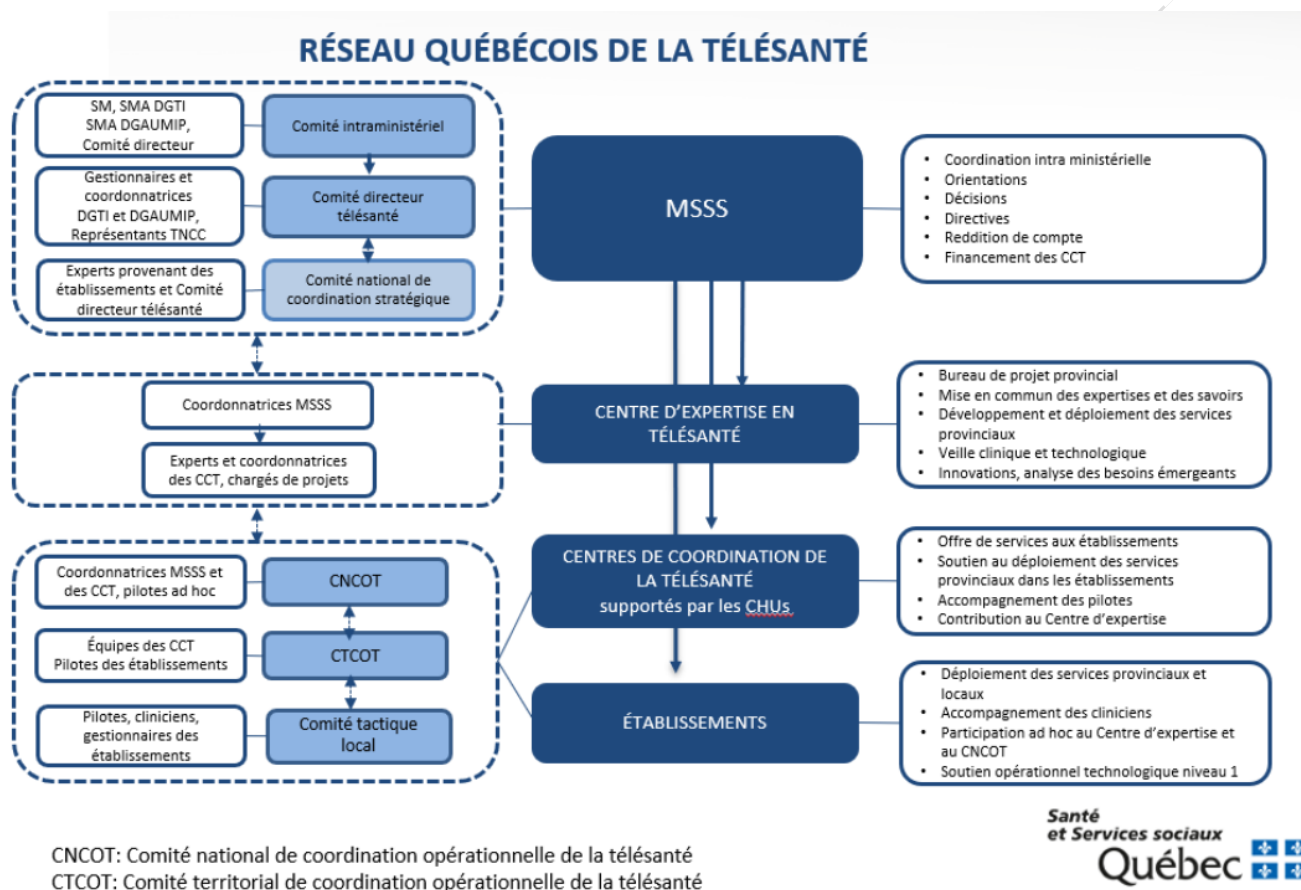 RÉSEAU QUÉBÉCOIS DE LA TÉLÉSANTÉ
SM, SMA DGTI
SMA DGAUMIP,
Comité directeur
Comité intraministériel
Gestionnaires et
coordonnatrices
DGTI et DGAUMIP,
Représentants TNCC
Comité directeur
télésanté
Experts provenant des
établissements et Comité
directeur télésanté
Comité national de
coordination stratégique
MSSS
• Coordination intra ministérielle
• Orientations
• Décisions
• Directives
• Reddition de compte
• Financement des CCT
Coordonnatrices MSSS
Experts et coordonnatrices
des CCT, chargés de projets
CENTRE D'EXPERTISE EN
TÉLÉSANTÉ
• Bureau de projet provincial
• Mise en commun des expertises et des savoirs
• Développement et déploiement des services
provinciaux
• Veille clinique et technologique
• Innovations, analyse des besoins émergeants
Coordonnatrices MSSS et
des CCT, pilotes ad hoc
CNCOT
Équipes des CCT
Pilotes des établissements
CTCOT
Pilotes, cliniciens,
gestionnaires des
établissements
Comité tactique
local
CENTRES DE COORDINATION DE
LA TÉLÉSANTÉ
supportés par les CHUs
• Offre de services aux établissements
• Soutien au déploiement des services
provinciaux dans les établissements
• Accompagnement des pilotes
• Contribution au Centre d'expertise
ÉTABLISSEMENTS
• Déploiement des services provinciaux et
locaux
• Accompagnement des cliniciens
• Participation ad hoc au Centre d'expertise et
au CNCOT
• Soutien opérationnel technologique niveau 1
CNCOT: Comité national de coordination opérationnelle de la télésanté
CTCOT: Comité territorial de coordination opérationnelle de la télésanté
Santé
et Services sociaux
Québec